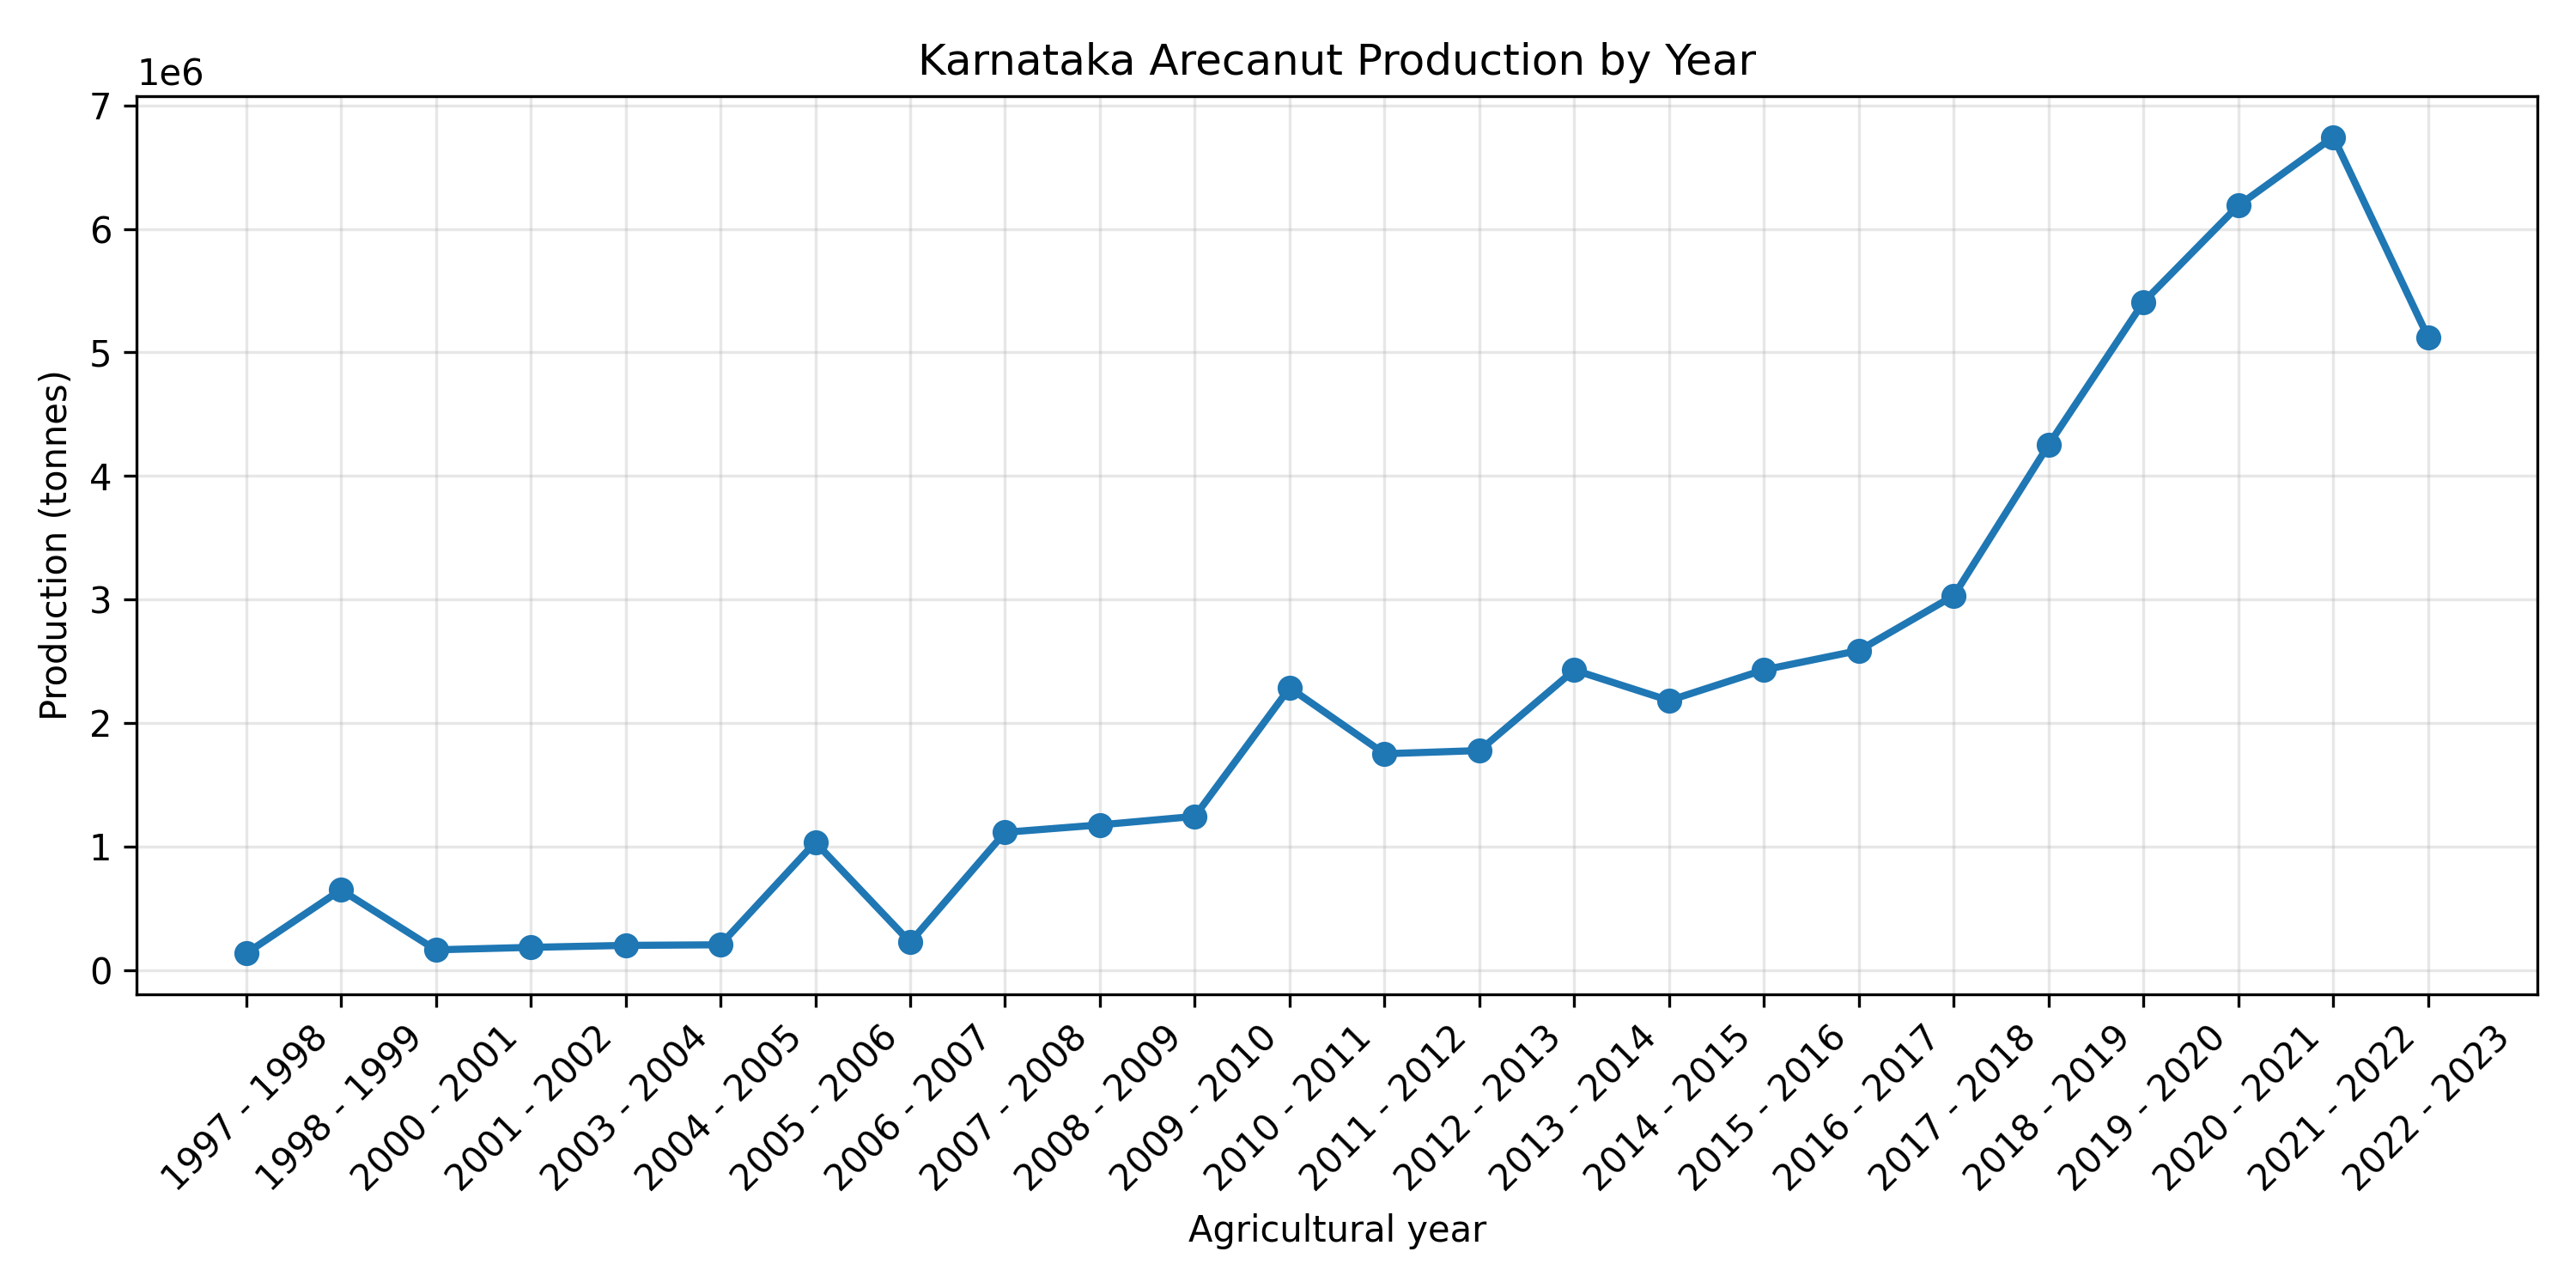 Karnataka Arecanut Production by Year
1e6
7
6
5
4
3
2
1
0
Production (tonnes)
1997 - 1998
1998 - 1999
2000 - 2001
2001 - 2002
2003 - 2004
2004 - 2005
2005 - 2006
2006 - 2007
2007 - 2008
2008 - 2009
2009 - 2010
2010 - 2011
2011 - 2012
2012 - 2013
2013 - 2014
2014 - 2015
2015 - 2016
2016 - 2017
2017 - 2018
2018 - 2019
2019 - 2020
2020 - 2021
2021 - 2022
2022 - 2023
Agricultural year